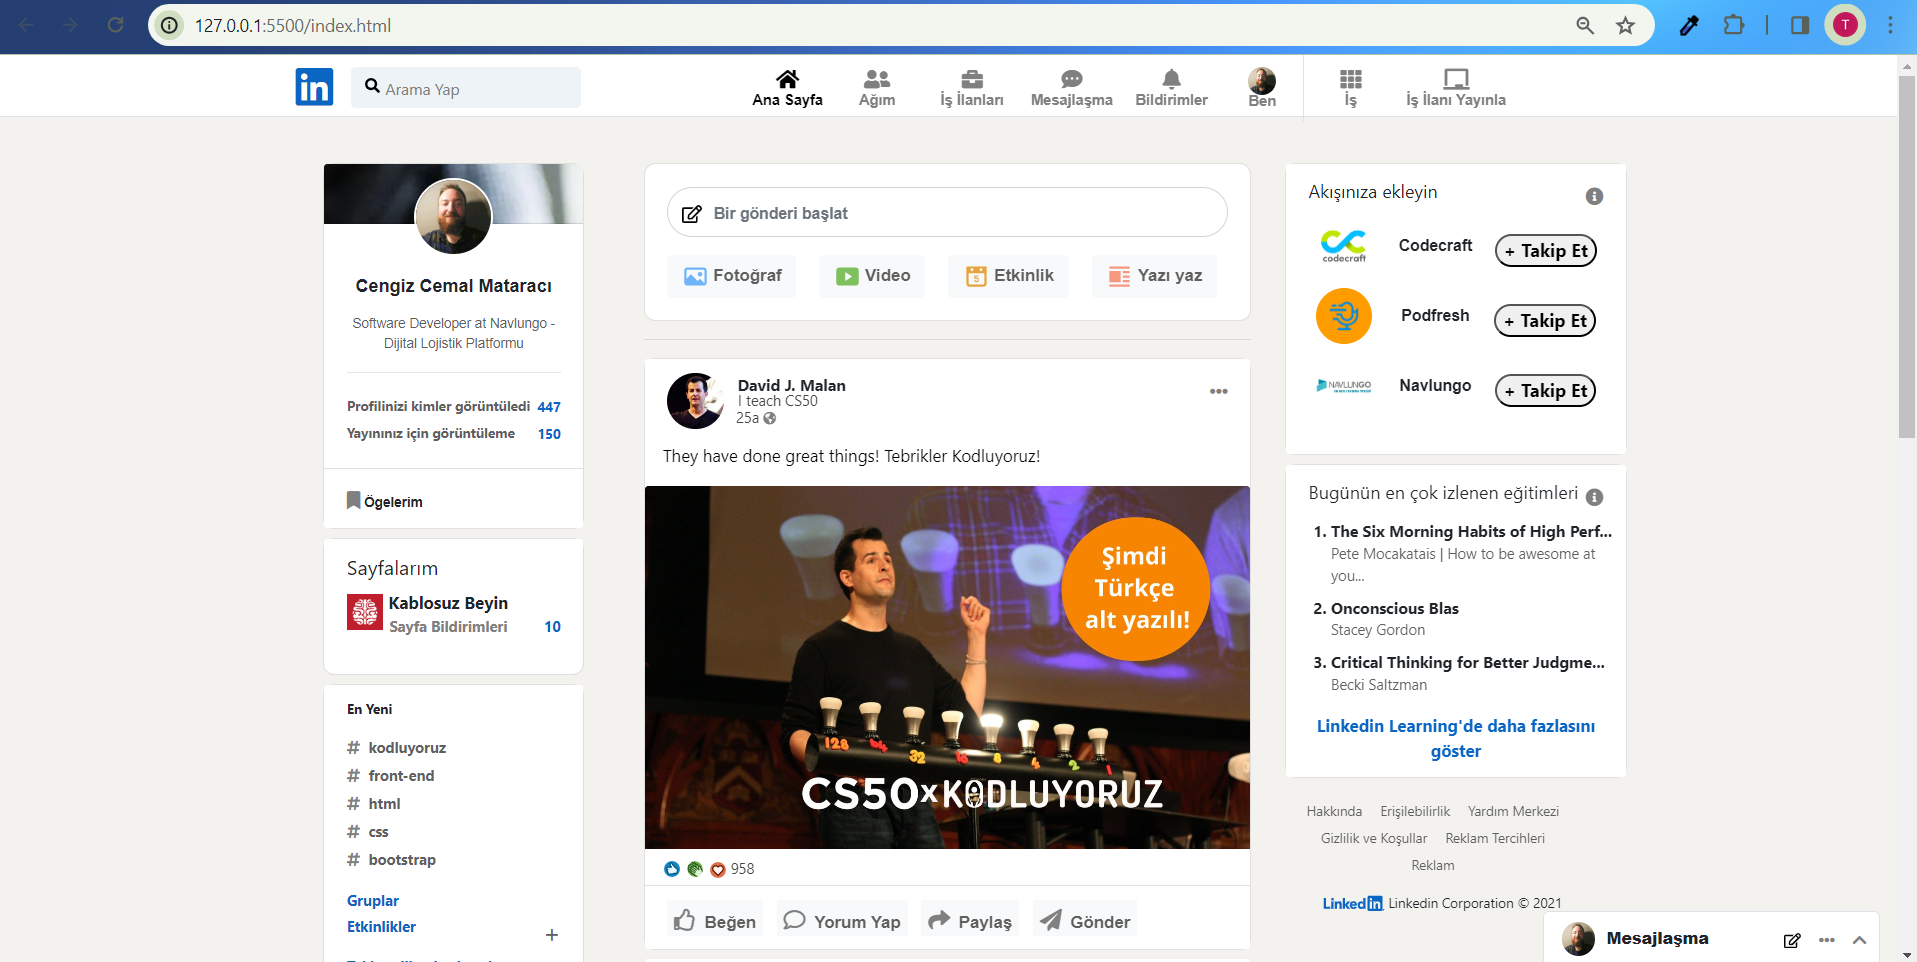 127.0.0.1:5500/index.html
T
in
Arama Yap
Ana Sayfa
Ağım
İş İlanları
Mesajlaşma
Bildirimler
Ben
İş
İş İlanı Yayınla
Cengiz Cemal Mataracı
Software Developer at Navlungo -
Dijital Lojistik Platformu
Profilinizi kimler görüntüledi 447
Yayınınız için görüntüleme 150
Ögelerim
Sayfalarım
Kablosuz Beyin
Sayfa Bildirimleri 10
En Yeni
# kodluyoruz
# front-end
# html
# css
# bootstrap
Gruplar
Etkinlikler +
Bir gönderi başlat
Fotoğraf
Video
5 Etkinlik
Yazı yaz
David J. Malan
I teach CS50
25a
They have done great things! Tebrikler Kodluyoruz!
Şimdi
Türkçe
alt yazılı!
128 64 32 16 8 4 2 1
CS50xKODLUYORUZ
958
Beğen
Yorum Yap
Paylaş
Gönder
Akışınıza ekleyin
codecraft
Codecraft
+ Takip Et
Podfresh
+ Takip Et
NAVLUNGO
Navlungo
+ Takip Et
Bugünün en çok izlenen eğitimleri
1. The Six Morning Habits of High Perf...
Pete Mocakatais | How to be awesome at
you...
2. Onconscious Blas
Stacey Gordon
3. Critical Thinking for Better Judgme...
Becki Saltzman
Linkedin Learning'de daha fazlasını
göster
Hakkında Erişilebilirlik Yardım Merkezi
Gizlilik ve Koşullar Reklam Tercihleri
Reklam
Linkedin Linkedin Corporation © 2021
Mesajlaşma